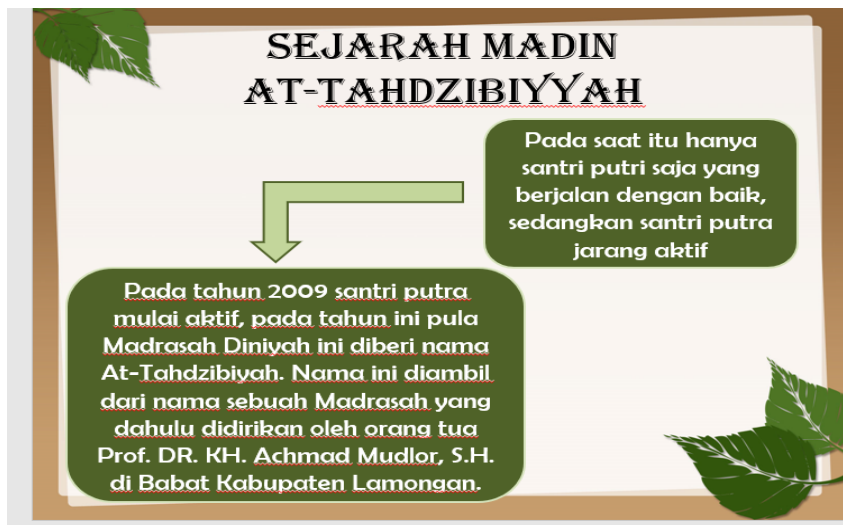 SEJARAH MADIN
AT-TAHDZIBIYYAH
Pada saat itu hanya
santri putri saja yang
berjalan dengan baik,
sedangkan santri putra
jarang aktif
Pada tahun 2009 santri putra
mulai aktif, pada tahun ini pula
Madrasah Diniyah ini diberi nama
At-Tahdzibiyah. Nama ini diambil
dari nama sebuah Madrasah yang
dahulu didirikan oleh orang tua
Prof. DR. KH. Achmad Mudlor, S.H.
di Babat Kabupaten Lamongan.